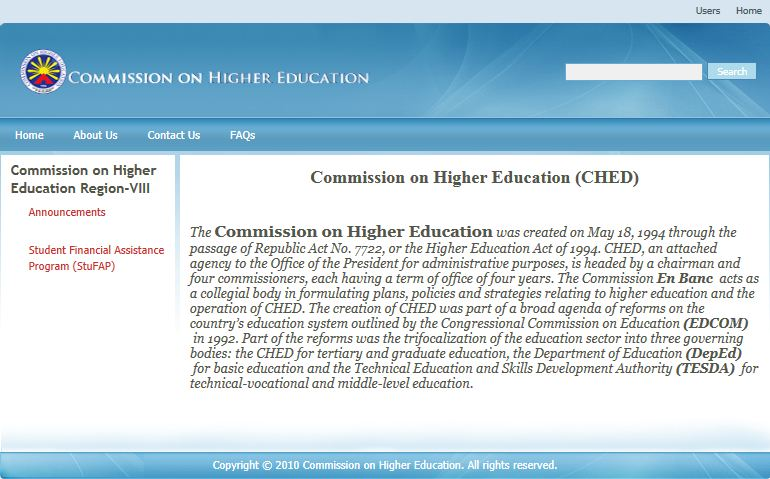 Users Home
COMMISSION ON HIGHER EDUCATION
Search
Home About Us Contact Us FAQs
Commission on Higher
Education Region-VIII
Announcements
Student Financial Assistance
Program (StuFAP)
Commission on Higher Education (CHED)
The Commission on Higher Education was created on May 18, 1994 through the
passage of Republic Act No. 7722, or the Higher Education Act of 1994. CHED, an attached
agency to the Office of the President for administrative purposes, is headed by a chairman and
four commissioners, each having a term of office of four years. The Commission En Banc acts as
a collegial body in formulating plans, policies and strategies relating to higher education and the
operation of CHED. The creation of CHED was part of a broad agenda of reforms on the
country's education system outlined by the Congressional Commission on Education (EDCOM)
in 1992. Part of the reforms was the trifocalization of the education sector into three governing
bodies: the CHED for tertiary and graduate education, the Department of Education (DepEd)
for basic education and the Technical Education and Skills Development Authority (TESDA) for
technical-vocational and middle-level education.
Copyright © 2010 Commission on Higher Education. All rights reserved.